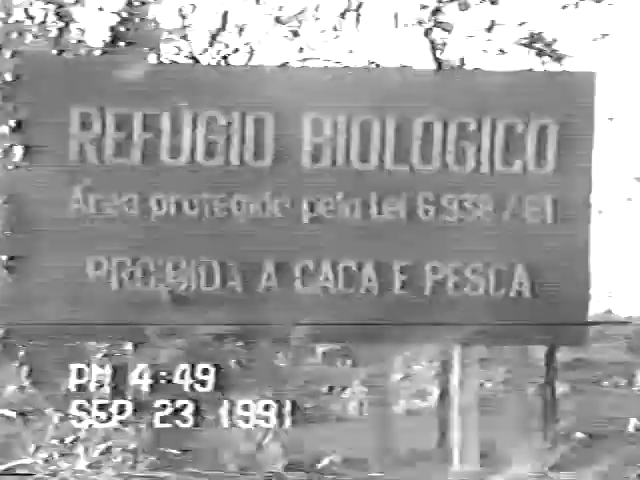 REFÚGIO BIOLOGICO
Área protegida pela Lei 6.938/81
PROIBIDA A CAÇA E PESCA
PM 4:49
SEP 23 1991